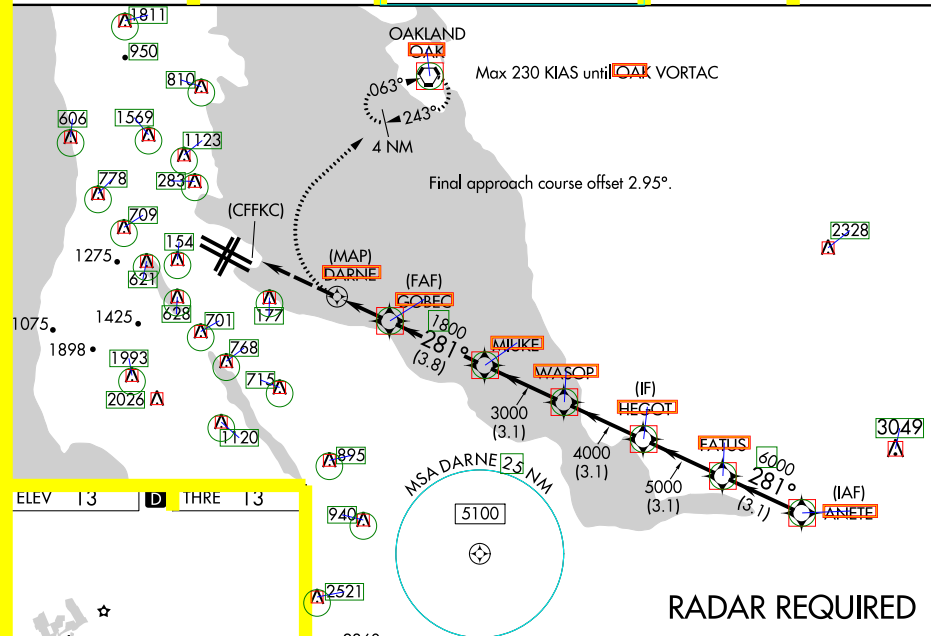 1811
950
810
606
1569
1123
283
778
709
154
1275
621
628
177
1075
1425
701
1898
768
1993
715
2026
1120
895
940
2521
OAKLAND
OAK
063°
243°
4 NM
Max 230 KIAS until OAK VORTAC
Final approach course offset 2.95°.
2328
(CFFKC)
(MAP)
DARNE
(FAF)
GOBEC
1800
281°
(3.8)
MIUKE
WASOP
3000
(3.1)
(IF)
HEGOT
4000
(3.1)
FATUS
5000
(3.1)
6000
281°
(3.1)
(IAF)
ANETE
3049
MSA DARNE 25 NM
5100
ELEV 13 D THRE 13
RADAR REQUIRED